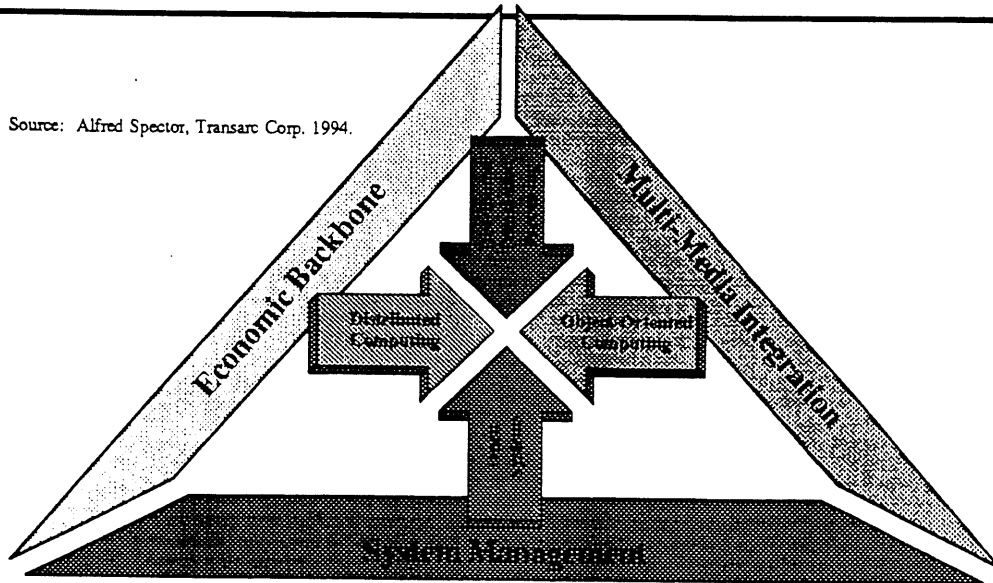 Source: Alfred Spector, Transarc Corp. 1994.
Economic Backbone
Multi-Media Integration
Distributed
Computing
Object-Oriented
Computing
System Management